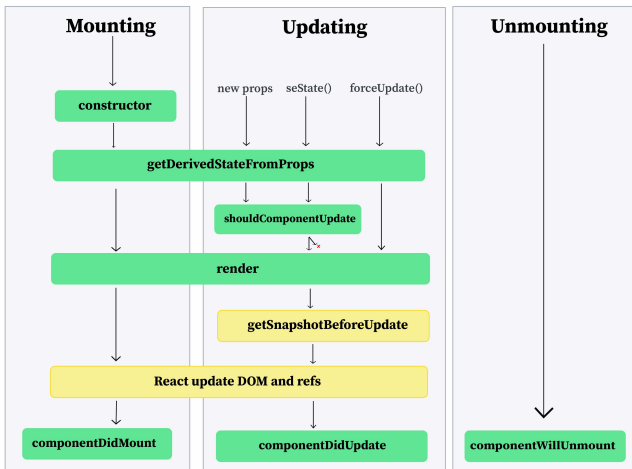 Mounting
Updating
Unmounting
new props
seState()
forceUpdate()
constructor
getDerivedStateFromProps
shouldComponentUpdate
render
getSnapshotBeforeUpdate
React update DOM and refs
componentDidMount
componentDidUpdate
componentWillUnmount